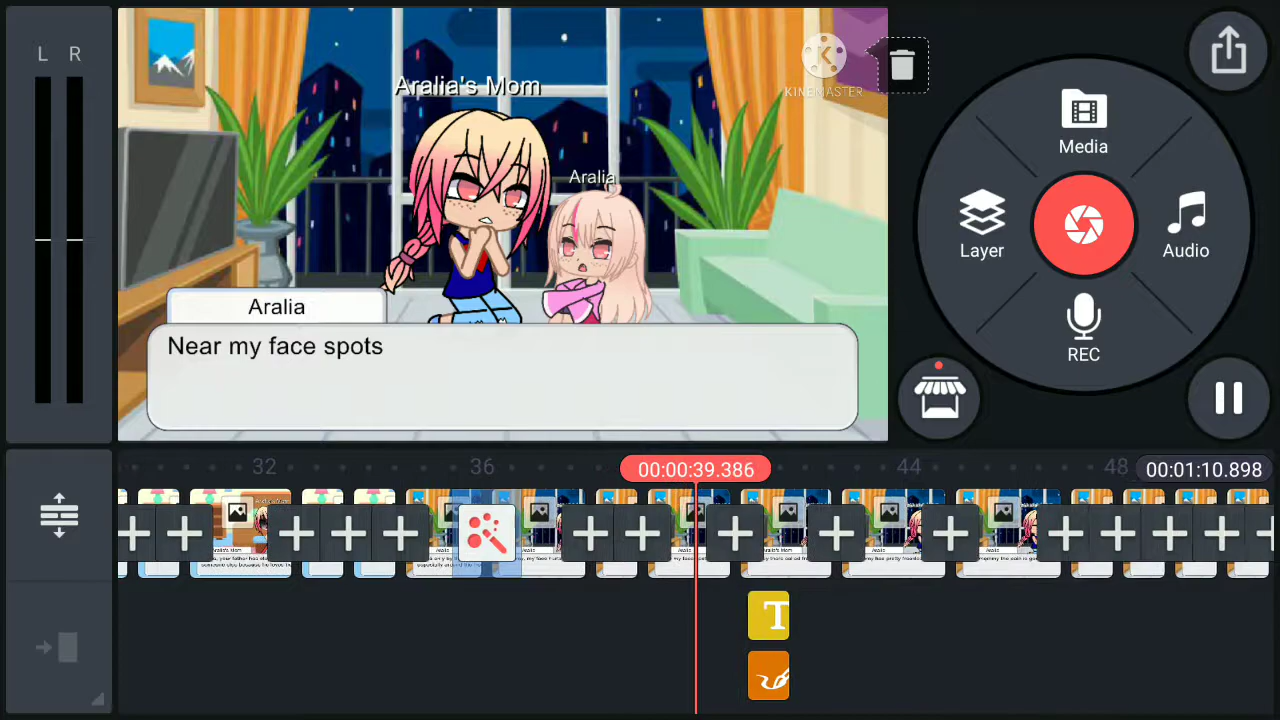 L R
Aralia's Mom
KINEMASTER
Aralia
Aralia
Near my face spots
Media
Layer
Audio
REC
32
36
00:00:39.386
44
48
00:01:10.898